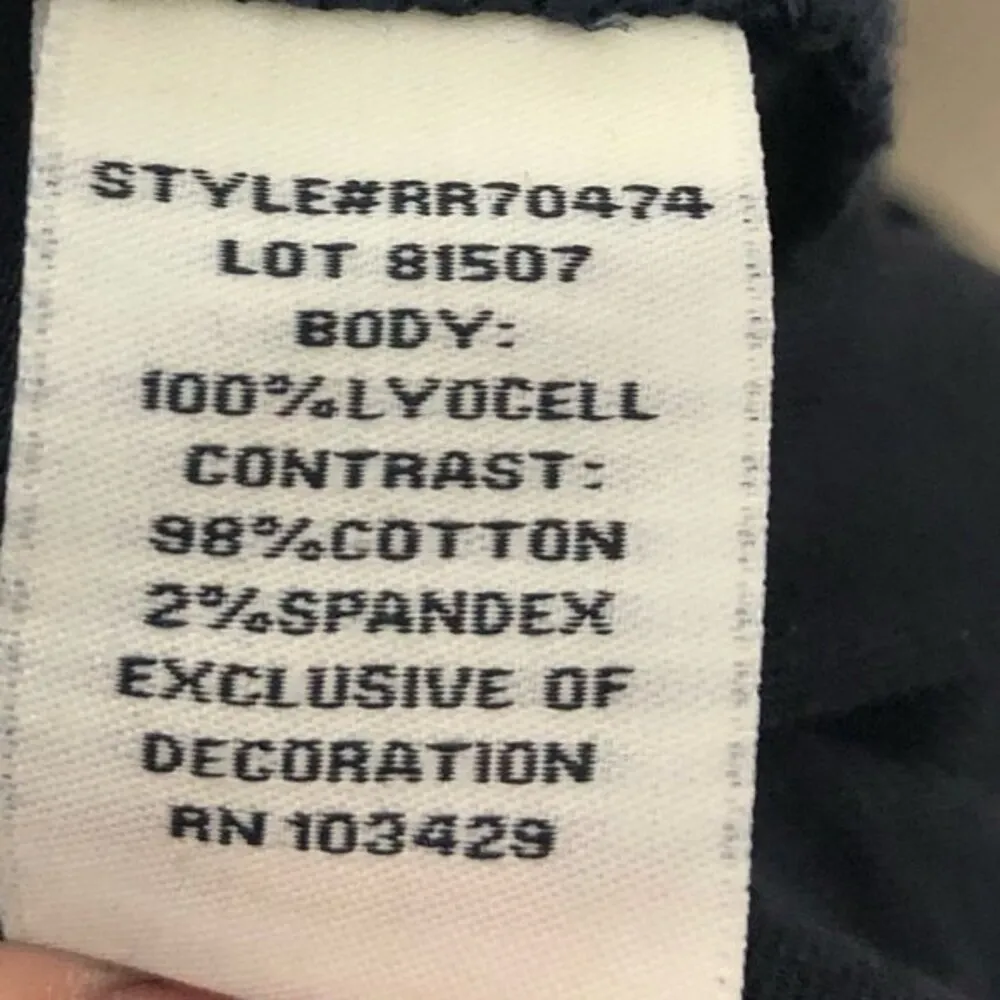 STYLE#RR70474
LOT 81507
BODY:
100%LYOCELL
CONTRAST:
98%COTTON
2%SPANDEX
EXCLUSIVE OF
DECORATION
RN 103429